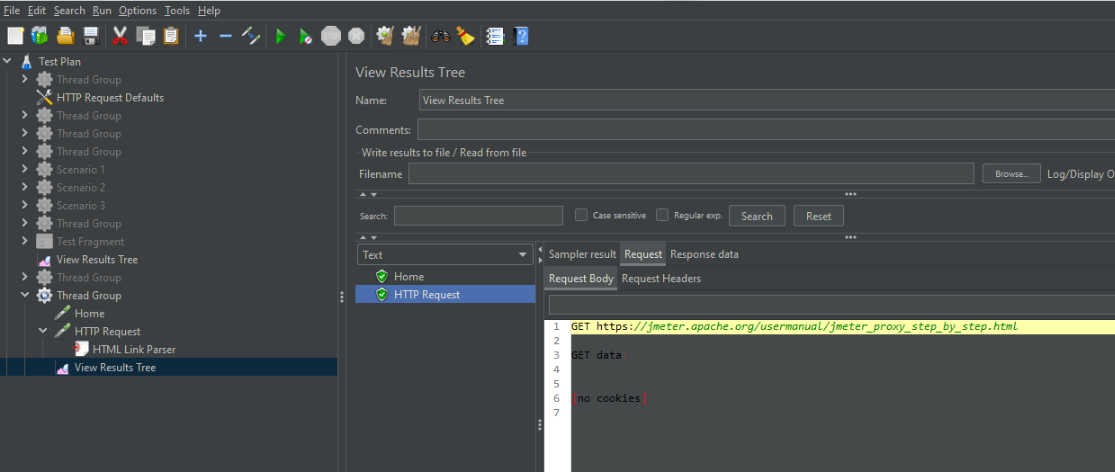 File Edit Search Run Options Tools Help
Test Plan
Thread Group
HTTP Request Defaults
Thread Group
Thread Group
Thread Group
Scenario 1
Scenario 2
Scenario 3
Thread Group
Test Fragment
View Results Tree
Thread Group
Thread Group
Home
HTTP Request
HTML Link Parser
View Results Tree
View Results Tree
Name: View Results Tree
Comments:
Write results to file / Read from file
Filename Browse... Log/Display O
Search: Case sensitive Regular exp. Search Reset
Text
Home
HTTP Request
Sampler result Request Response data
Request Body Request Headers
1 GET https://jmeter.apache.org/usermanual/jmeter_proxy_step_by_step.html
2
3 GET data:
4
5
6 [no cookies]
7